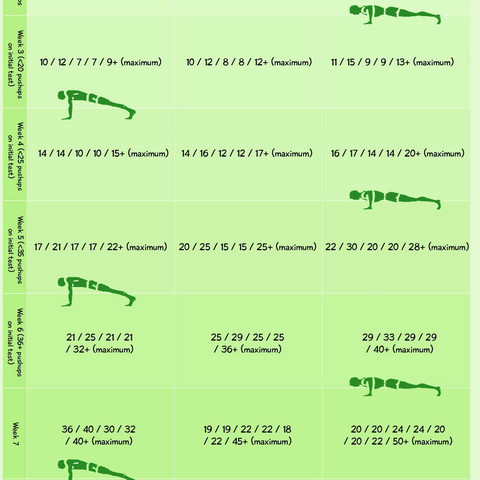 ps
Week 3 (<20 pushups
on initial test)
10 / 12 / 7 / 7 / 9+ (maximum)
10 / 12 / 8 / 8 / 12+ (maximum)
11 / 15 / 9 / 9 / 13+ (maximum)
Week 4 (<25 pushups
on initial test)
14 / 14 / 10 / 10 / 15+ (maximum)
14 / 16 / 12 / 12 / 17+ (maximum)
16 / 17 / 14 / 14 / 20+ (maximum)
Week 5 (<35 pushups
on initial test)
17 / 21 / 17 / 17 / 22+ (maximum)
20 / 25 / 15 / 15 / 25+ (maximum)
22 / 30 / 20 / 20 / 28+ (maximum)
Week 6 (36+ pushups
on initial test)
21 / 25 / 21 / 21
/ 32+ (maximum)
25 / 29 / 25 / 25
/ 36+ (maximum)
29 / 33 / 29 / 29
/ 40+ (maximum)
Week 7
36 / 40 / 30 / 32
/ 40+ (maximum)
19 / 19 / 22 / 22 / 18
/ 22 / 45+ (maximum)
20 / 20 / 24 / 24 / 20
/ 20 / 22 / 50+ (maximum)